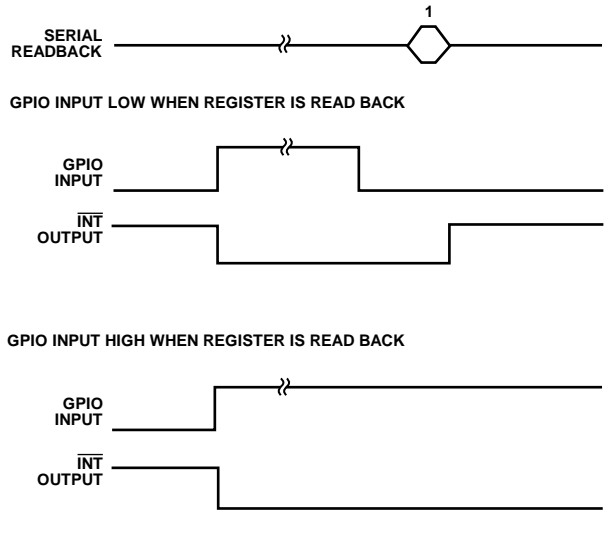 1
SERIAL
READBACK
GPIO INPUT LOW WHEN REGISTER IS READ BACK
GPIO
INPUT
INT
OUTPUT
GPIO INPUT HIGH WHEN REGISTER IS READ BACK
GPIO
INPUT
INT
OUTPUT